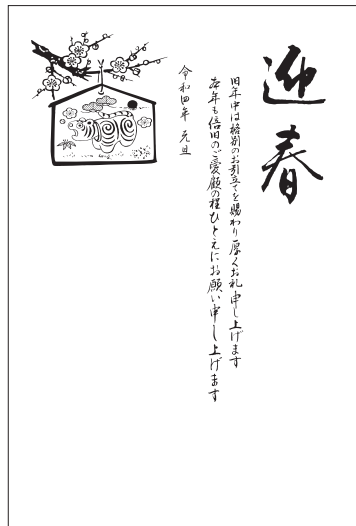 迎春
旧年中は格別のお引立てを賜わり厚くお礼申し上げます
本年も倍旧のご愛顧の程ひとえにお願い申し上げます
令和四年 元旦